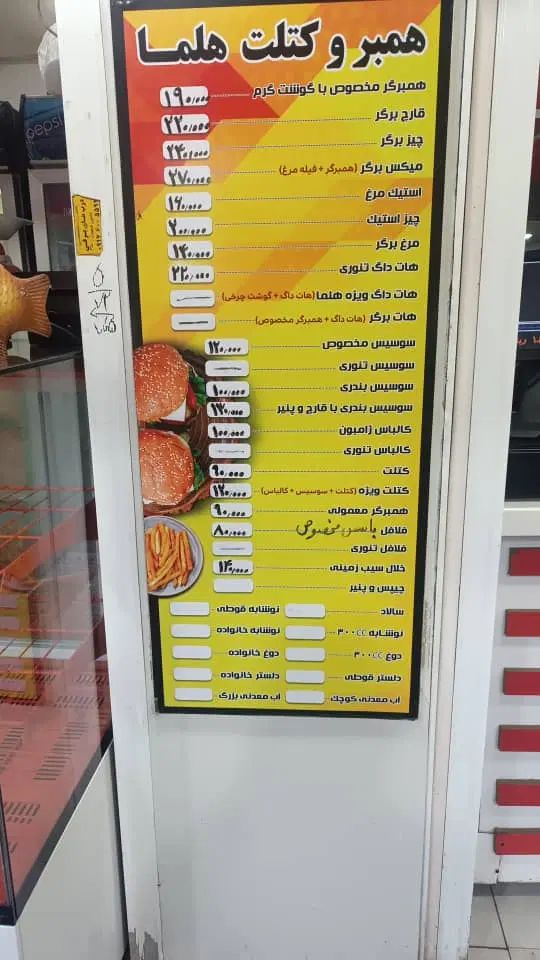 همبر و کتلت هلما
همبرگر مخصوص با گوشت گرم ۱۹۰/۰۰۰
قارچ برگر ۲۲۰/۰۰۰
چیز برگر ۲۴۰/۰۰۰
میکس برگر (همبرگر + فیله مرغ) ۲۷۰/۰۰۰
استیک مرغ ۱۶۰/۰۰۰
چیز استیک ۲۰۰/۰۰۰
مرغ برگر ۱۴۰/۰۰۰
هات داگ تنوری ۲۲۰/۰۰۰
هات داگ ویژه هلما (هات داگ + گوشت چرخی)
هات برگر (هات داگ + همبرگر مخصوص)
سوسیس مخصوص ۱۲۰/۰۰۰
سوسیس تنوری
سوسیس بندری ۱۰۰/۰۰۰
سوسیس بندری با قارچ و پنیر ۱۷۰/۰۰۰
کالباس ژامبون ۱۰۰/۰۰۰
کالباس تنوری
کتلت ۹۰/۰۰۰
کتلت ویژه (کتلت + سوسیس + کالباس) ۱۲۰/۰۰۰
همبرگر معمولی ۹۰/۰۰۰
فلافل با سس مخصوص ۸۰/۰۰۰
فلافل تنوری
خلال سیب زمینی ۱۴۰/۰۰۰
چیپس و پنیر
سالاد نوشابه قوطی
نوشابه ۳۰۰CC نوشابه خانواده
دوغ ۳۰۰CC دوغ خانواده
دلستر قوطی دلستر خانواده
آب معدنی کوچک آب معدنی بزرگ
pepsi